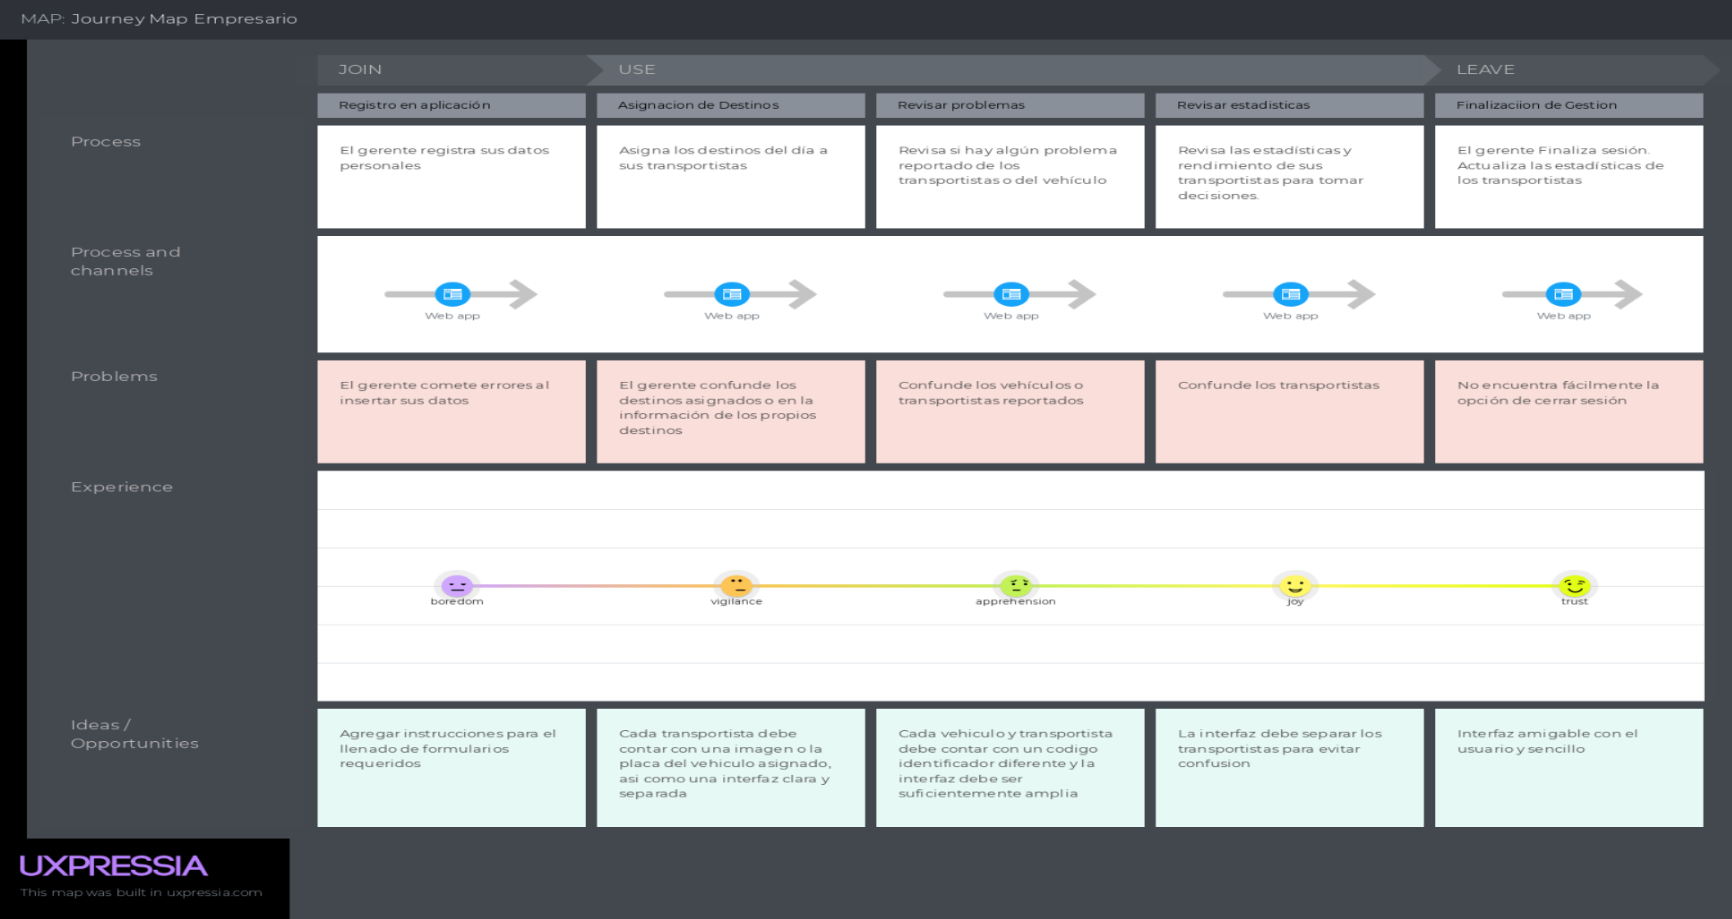 MAP: Journey Map Empresario
JOIN
USE
LEAVE
Registro en aplicación
Asignacion de Destinos
Revisar problemas
Revisar estadisticas
Finalizaciion de Gestion
Process
El gerente registra sus datos
personales
Asigna los destinos del día a
sus transportistas
Revisa si hay algún problema
reportado de los
transportistas o del vehículo
Revisa las estadísticas y
rendimiento de sus
transportistas para tomar
decisiones.
El gerente Finaliza sesión.
Actualiza las estadísticas de
los transportistas
Process and
channels
Web app
Web app
Web app
Web app
Web app
Problems
El gerente comete errores al
insertar sus datos
El gerente confunde los
destinos asignados o en la
información de los propios
destinos
Confunde los vehículos o
transportistas reportados
Confunde los transportistas
No encuentra fácilmente la
opción de cerrar sesión
Experience
boredom
vigilance
apprehension
joy
trust
Ideas /
Opportunities
Agregar instrucciones para el
llenado de formularios
requeridos
Cada transportista debe
contar con una imagen o la
placa del vehiculo asignado,
asi como una interfaz clara y
separada
Cada vehiculo y transportista
debe contar con un codigo
identificador diferente y la
interfaz debe ser
suficientemente amplia
La interfaz debe separar los
transportistas para evitar
confusion
Interfaz amigable con el
usuario y sencillo
UXPRESSIA
This map was built in uxpressia.com